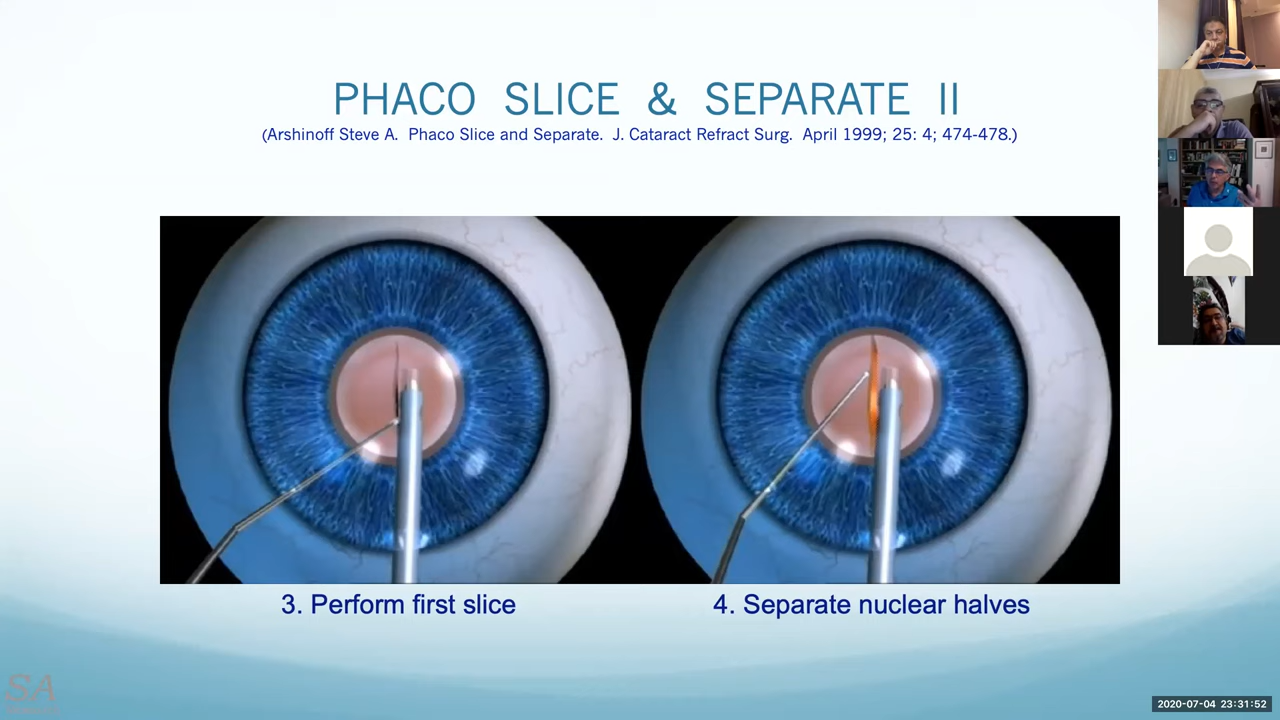 PHACO SLICE & SEPARATE II
(Arshinoff Steve A. Phaco Slice and Separate. J. Cataract Refract Surg. April 1999; 25: 4; 474-478.)
3. Perform first slice
4. Separate nuclear halves
SA
2020-07-04 23:31:52